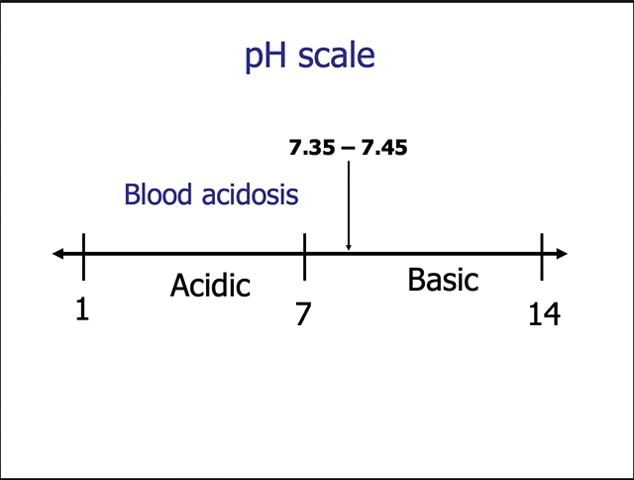 pH scale
7.35 – 7.45
Blood acidosis
Acidic
Basic
1
7
14